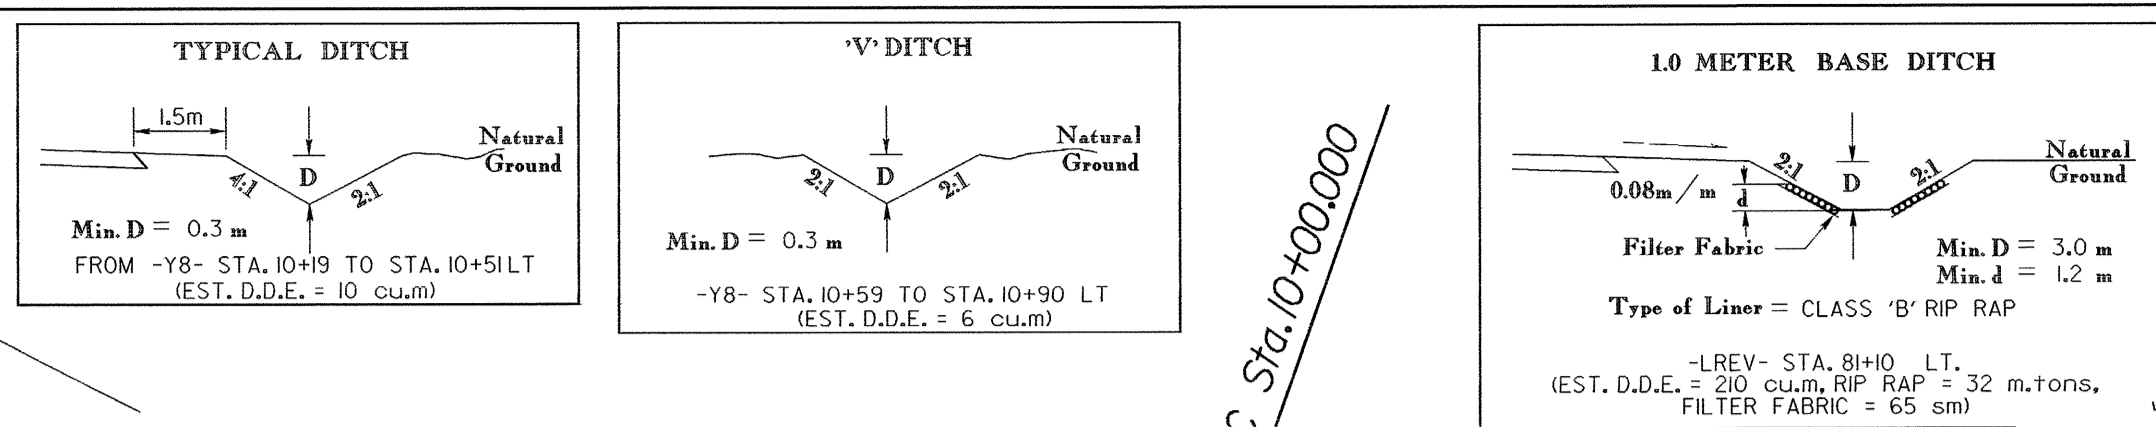 TYPICAL DITCH
1.5m
Natural
Ground
D
4:1
2:1
Min. D = 0.3 m
FROM -Y8- STA. 10+19 TO STA. 10+51 LT
(EST. D.D.E. = 10 cu.m)
'V' DITCH
Natural
Ground
D
2:1
2:1
Min. D = 0.3 m
-Y8- STA. 10+59 TO STA. 10+90 LT
(EST. D.D.E. = 6 cu.m)
Sta. 10+00.000
1.0 METER BASE DITCH
Natural
Ground
2:1
D
2:1
0.08m/m
d
Filter Fabric
Min. D = 3.0 m
Min. d = 1.2 m
Type of Liner = CLASS 'B' RIP RAP
-LREV- STA. 81+10 LT.
(EST. D.D.E. = 210 cu.m, RIP RAP = 32 m.tons,
FILTER FABRIC = 65 sm)